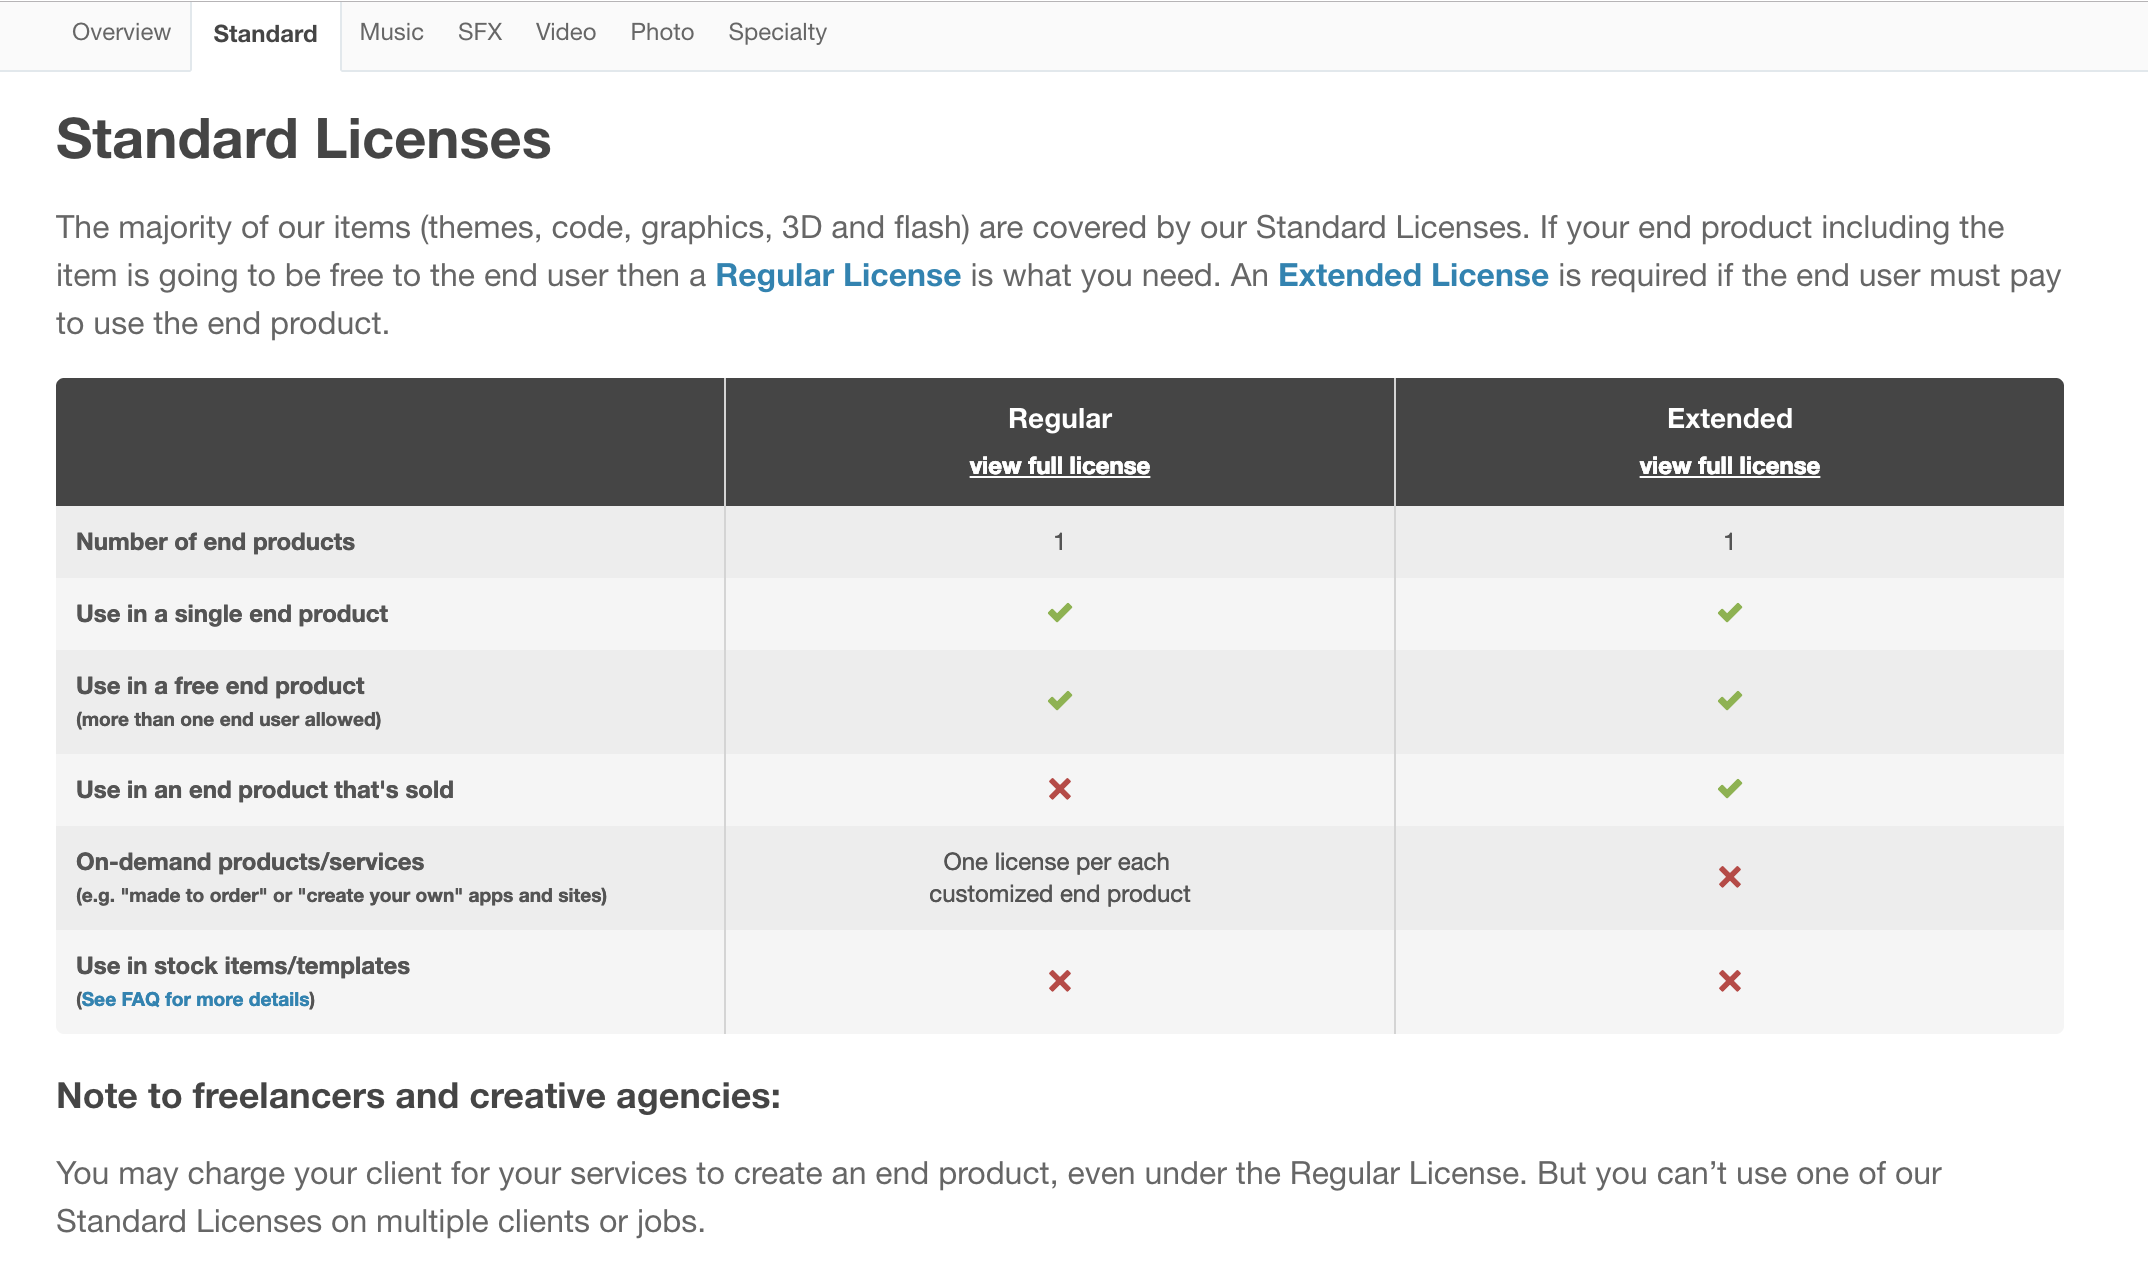 Overview Standard Music SFX Video Photo Specialty
Standard Licenses
The majority of our items (themes, code, graphics, 3D and flash) are covered by our Standard Licenses. If your end product including the
item is going to be free to the end user then a Regular License is what you need. An Extended License is required if the end user must pay
to use the end product.
Regular Extended
view full license view full license
Number of end products 1 1
Use in a single end product
Use in a free end product
(more than one end user allowed)
Use in an end product that's sold
On-demand products/services One license per each
(e.g. "made to order" or "create your own" apps and sites) customized end product
Use in stock items/templates
(See FAQ for more details)
Note to freelancers and creative agencies:
You may charge your client for your services to create an end product, even under the Regular License. But you can’t use one of our
Standard Licenses on multiple clients or jobs.